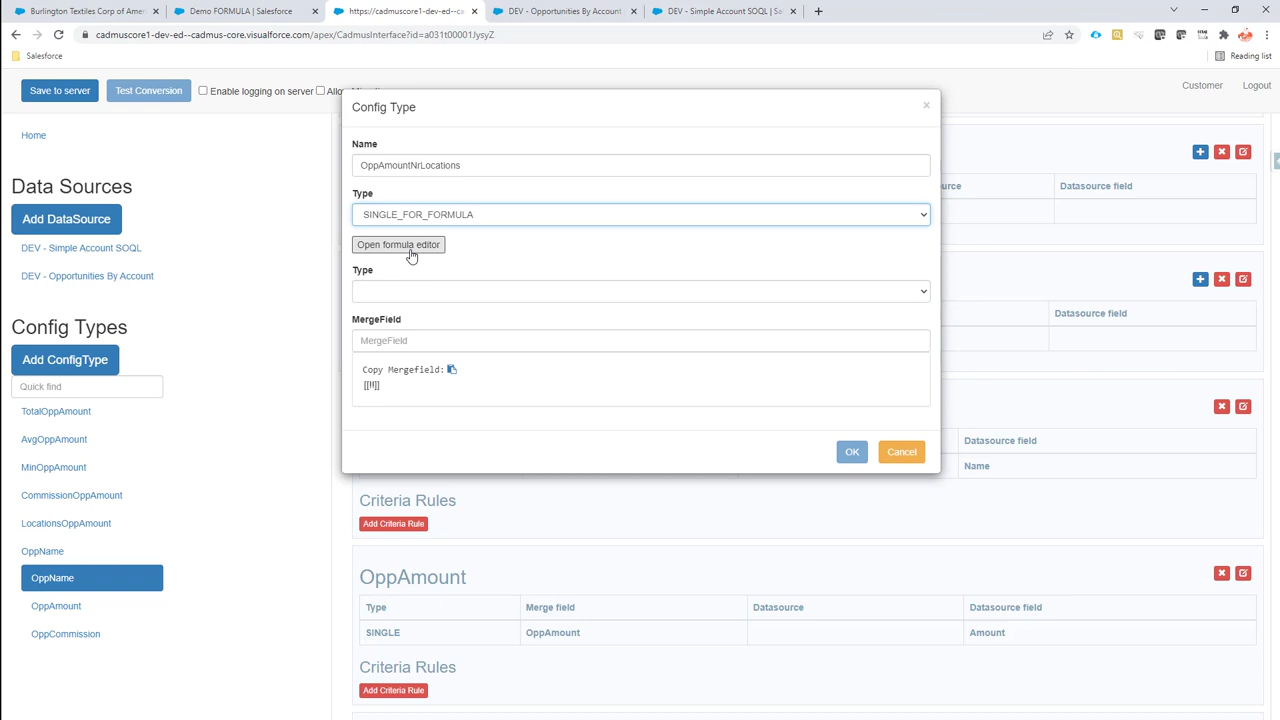 Burlington Textiles Corp of Amer
Demo FORMULA | Salesforce
https://cadmuscore1-dev-ed--ca
DEV - Opportunities By Account
DEV - Simple Account SOQL | Sal
cadmuscore1-dev-ed--cadmus-core.visualforce.com/apex/CadmusInterface?id=a031t00001JysyZ
Salesforce
Reading list
Save to server
Test Conversion
Enable logging on server
Customer
Logout
Home
Data Sources
Add DataSource
DEV - Simple Account SOQL
DEV - Opportunities By Account
Config Types
Add ConfigType
Quick find
TotalOppAmount
AvgOppAmount
MinOppAmount
CommissionOppAmount
LocationsOppAmount
OppName
OppName
OppAmount
OppCommission
Config Type
×
Name
OppAmountNrLocations
Type
SINGLE_FOR_FORMULA
Open formula editor
Type
MergeField
MergeField
Copy Mergefield:
[[!!]]
OK
Cancel
Datasource field
Datasource field
Datasource field
Name
Criteria Rules
Add Criteria Rule
OppAmount
Type
Merge field
Datasource
Datasource field
SINGLE
OppAmount
Amount
Criteria Rules
Add Criteria Rule